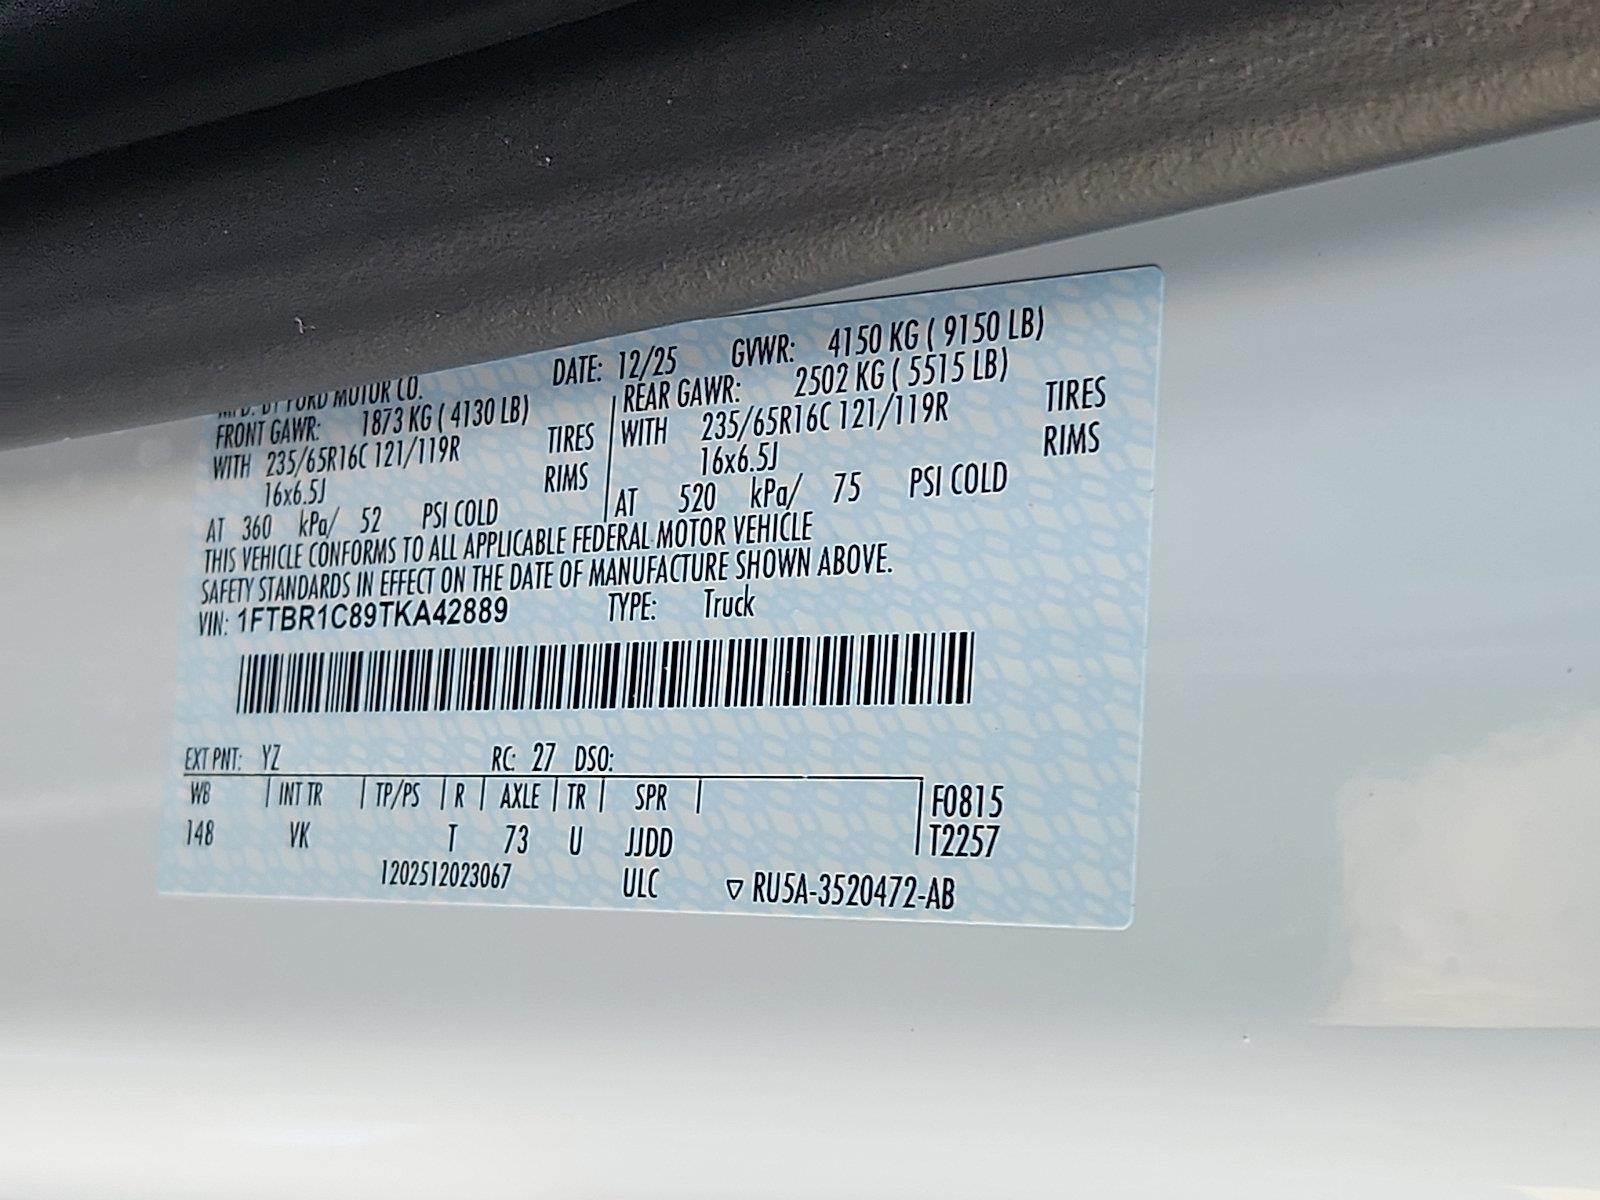 MFD. BY FORD MOTOR CO.
DATE: 12/25 GVWR: 4150 KG ( 9150 LB)
FRONT GAWR: 1873 KG ( 4130 LB) REAR GAWR: 2502 KG ( 5515 LB)
WITH 235/65R16C 121/119R TIRES WITH 235/65R16C 121/119R TIRES
16x6.5J RIMS 16x6.5J RIMS
AT 360 kPa/ 52 PSI COLD AT 520 kPa/ 75 PSI COLD
THIS VEHICLE CONFORMS TO ALL APPLICABLE FEDERAL MOTOR VEHICLE
SAFETY STANDARDS IN EFFECT ON THE DATE OF MANUFACTURE SHOWN ABOVE.
VIN: 1FTBR1C89TKA42889 TYPE: Truck
EXT PNT: YZ RC: 27 DSO:
WB INT TR TP/PS R AXLE TR SPR F0815
148 VK T 73 U JJDD T2257
1202512023067 ULC ▽ RU5A-3520472-AB